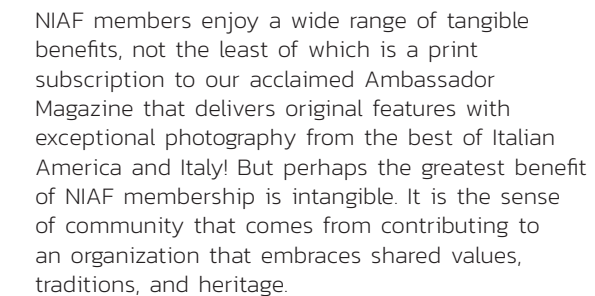 NIAF members enjoy a wide range of tangible
benefits, not the least of which is a print
subscription to our acclaimed Ambassador
Magazine that delivers original features with
exceptional photography from the best of Italian
America and Italy! But perhaps the greatest benefit
of NIAF membership is intangible. It is the sense
of community that comes from contributing to
an organization that embraces shared values,
traditions, and heritage.